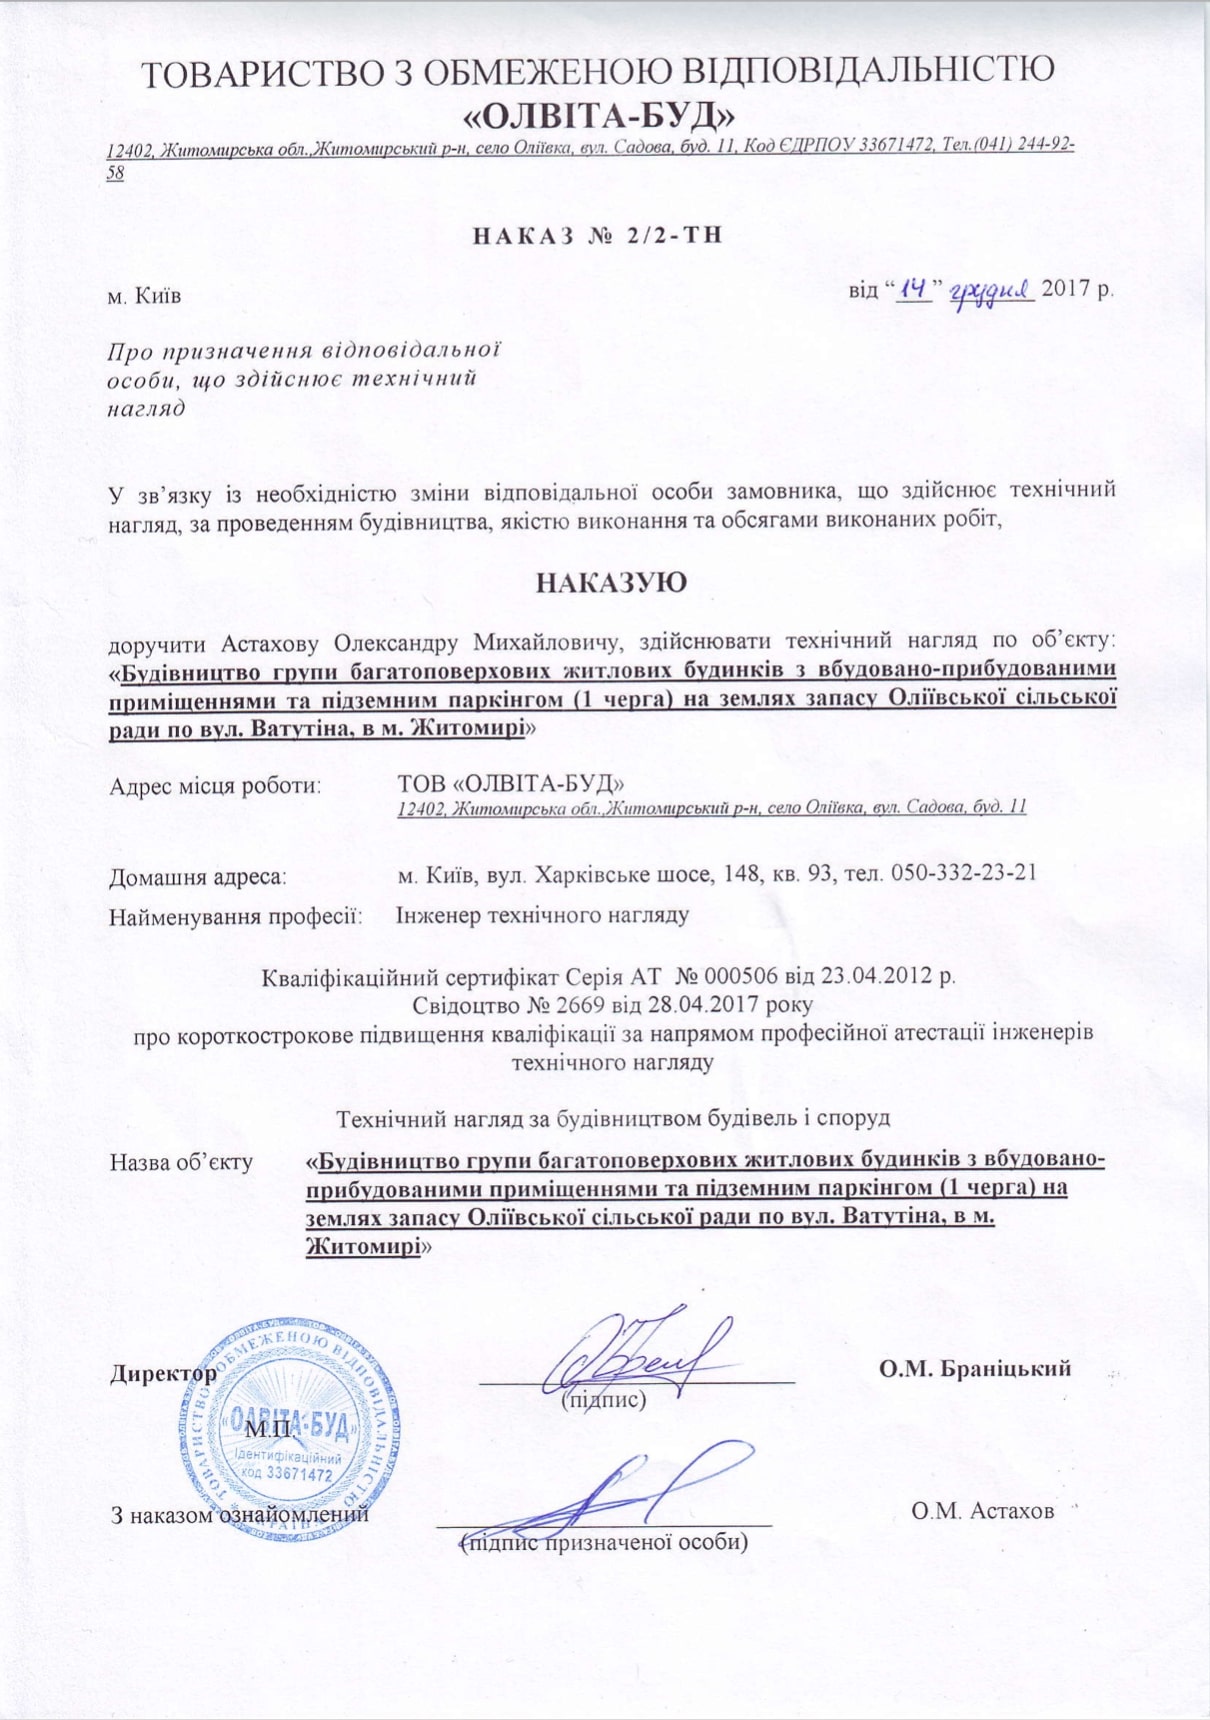 ТОВАРИСТВО З ОБМЕЖЕНОЮ ВІДПОВІДАЛЬНІСТЮ
«ОЛВІТА-БУД»
12402, Житомирська обл.,Житомирський р-н, село Оліївка, вул. Садова, буд. 11, Код ЄДРПОУ 33671472, Тел.(041) 244-92-
58
НАКАЗ № 2/2-ТН
м. Київ
від “14” грудня 2017 р.
Про призначення відповідальної
особи, що здійснює технічний
нагляд
У зв’язку із необхідністю зміни відповідальної особи замовника, що здійснює технічний
нагляд, за проведенням будівництва, якістю виконання та обсягами виконаних робіт,
НАКАЗУЮ
доручити Астахову Олександру Михайловичу, здійснювати технічний нагляд по об’єкту:
«Будівництво групи багатоповерхових житлових будинків з вбудовано-прибудованими
приміщеннями та підземним паркінгом (1 черга) на землях запасу Оліївської сільської
ради по вул. Ватутіна, в м. Житомирі»
Адрес місця роботи: ТОВ «ОЛВІТА-БУД»
12402, Житомирська обл.,Житомирський р-н, село Оліївка, вул. Садова, буд. 11
Домашня адреса: м. Київ, вул. Харківське шосе, 148, кв. 93, тел. 050-332-23-21
Найменування професії: Інженер технічного нагляду
Кваліфікаційний сертифікат Серія АТ № 000506 від 23.04.2012 р.
Свідоцтво № 2669 від 28.04.2017 року
про короткострокове підвищення кваліфікації за напрямом професійної атестації інженерів
технічного нагляду
Технічний нагляд за будівництвом будівель і споруд
Назва об’єкту «Будівництво групи багатоповерхових житлових будинків з вбудовано-
прибудованими приміщеннями та підземним паркінгом (1 черга) на
землях запасу Оліївської сільської ради по вул. Ватутіна, в м.
Житомирі»
Директор
О.М. Браніцький
(підпис)
М.П.
ТОВАРИСТВО З ОБМЕЖЕНОЮ ВІДПОВІДАЛЬНІСТЮ
«ОЛВІТА-БУД»
Ідентифікаційний
код 33671472
УКРАЇНА
З наказом ознайомлений
О.М. Астахов
(підпис призначеної особи)